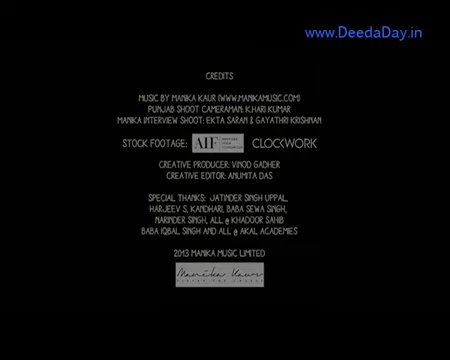 www.DeedaDay.in
CREDITS
MUSIC BY MANIKA KAUR (WWW.MANIKAMUSIC.COM)
PUNJAB SHOOT CAMERAMAN: K.HARI KUMAR
MANIKA INTERVIEW SHOOT: EKTA SARAN & GAYATHRI KRISHNAN
STOCK FOOTAGE: AIF CLOCKWORK
CREATIVE PRODUCER: VINOD GADHER
CREATIVE EDITOR: ANUMITA DAS
SPECIAL THANKS: JATINDER SINGH UPPAL,
HARJEEV S, KANDHARI, BABA SEWA SINGH,
NARINDER SINGH, ALL @ KHADOOR SAHIB
BABA IQBAL SINGH AND ALL @ AKAL ACADEMIES
2013 MANIKA MUSIC LIMITED
Manika Kaur